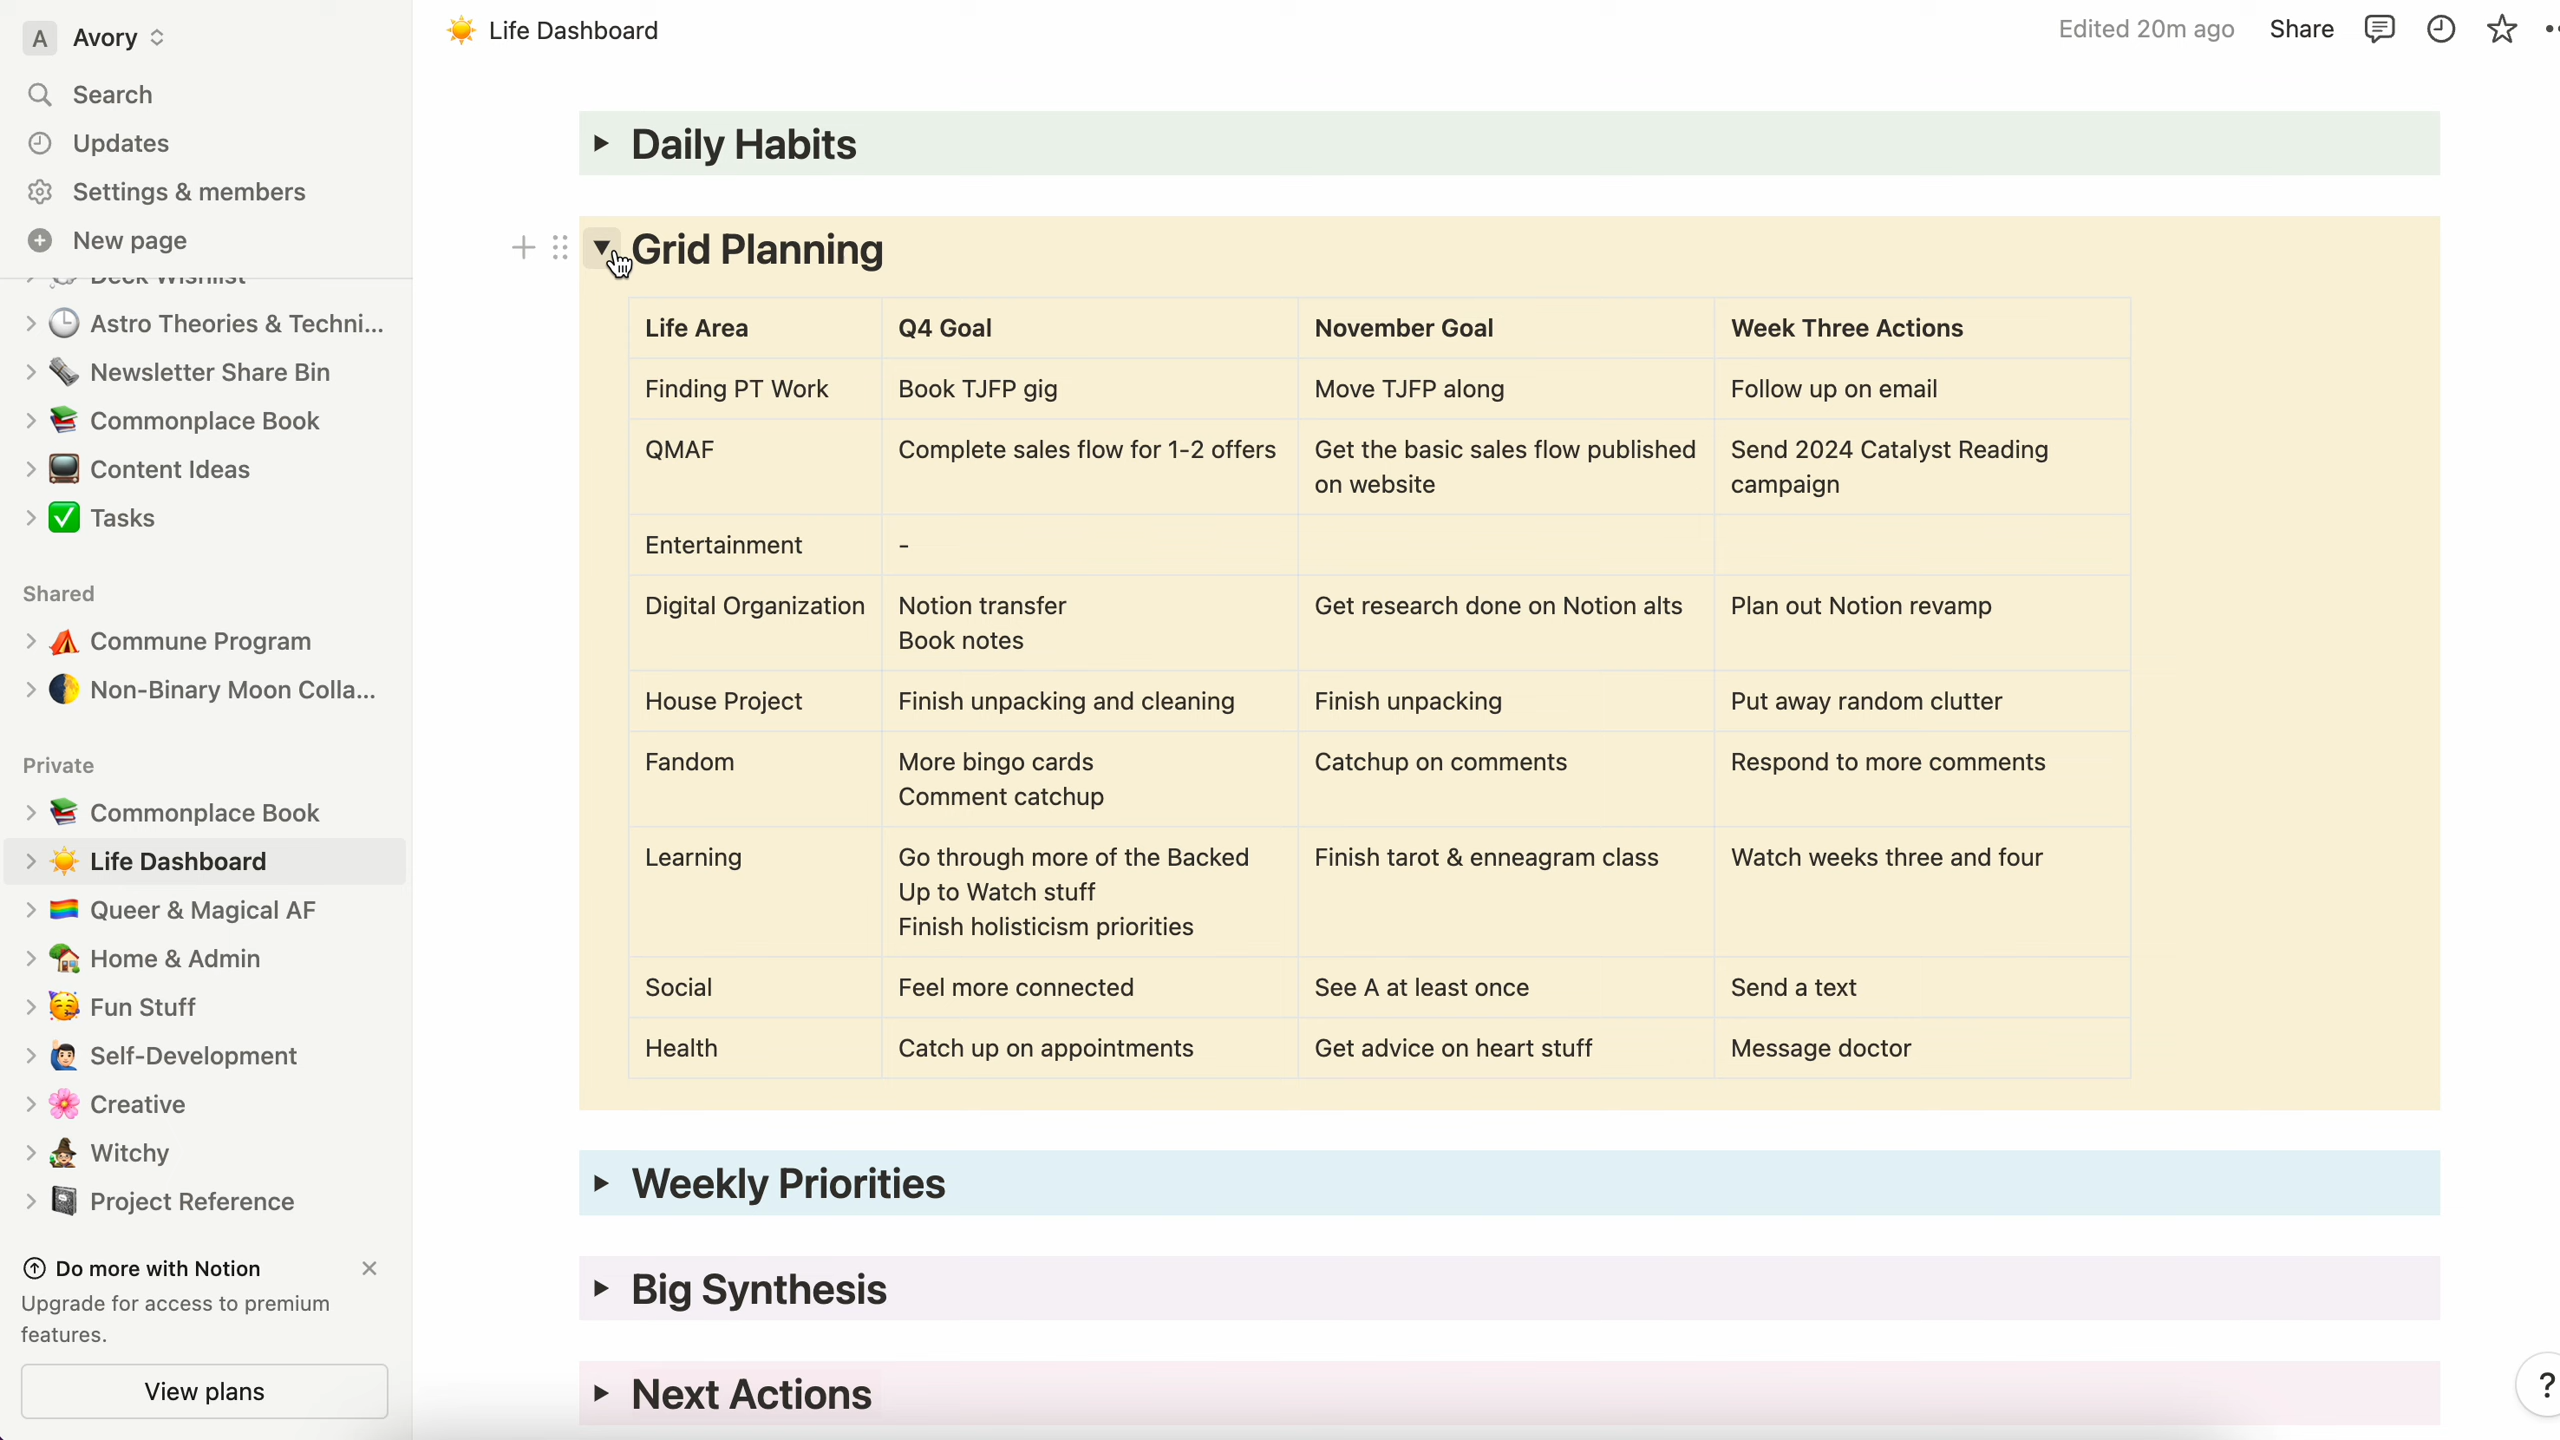 A Avory
Search
Updates
Settings & members
New page
Deck Wishlist
Astro Theories & Techni...
Newsletter Share Bin
Commonplace Book
Content Ideas
Tasks
Shared
Commune Program
Non-Binary Moon Colla...
Private
Commonplace Book
Life Dashboard
Queer & Magical AF
Home & Admin
Fun Stuff
Self-Development
Creative
Witchy
Project Reference
Do more with Notion
Upgrade for access to premium
features.
View plans
Life Dashboard
Edited 20m ago Share
Daily Habits
Grid Planning
Life Area Q4 Goal November Goal Week Three Actions
Finding PT Work Book TJFP gig Move TJFP along Follow up on email
QMAF Complete sales flow for 1-2 offers Get the basic sales flow published Send 2024 Catalyst Reading
on website campaign
Entertainment -
Digital Organization Notion transfer Get research done on Notion alts Plan out Notion revamp
Book notes
House Project Finish unpacking and cleaning Finish unpacking Put away random clutter
Fandom More bingo cards Catchup on comments Respond to more comments
Comment catchup
Learning Go through more of the Backed Finish tarot & enneagram class Watch weeks three and four
Up to Watch stuff
Finish holisticism priorities
Social Feel more connected See A at least once Send a text
Health Catch up on appointments Get advice on heart stuff Message doctor
Weekly Priorities
Big Synthesis
Next Actions
?